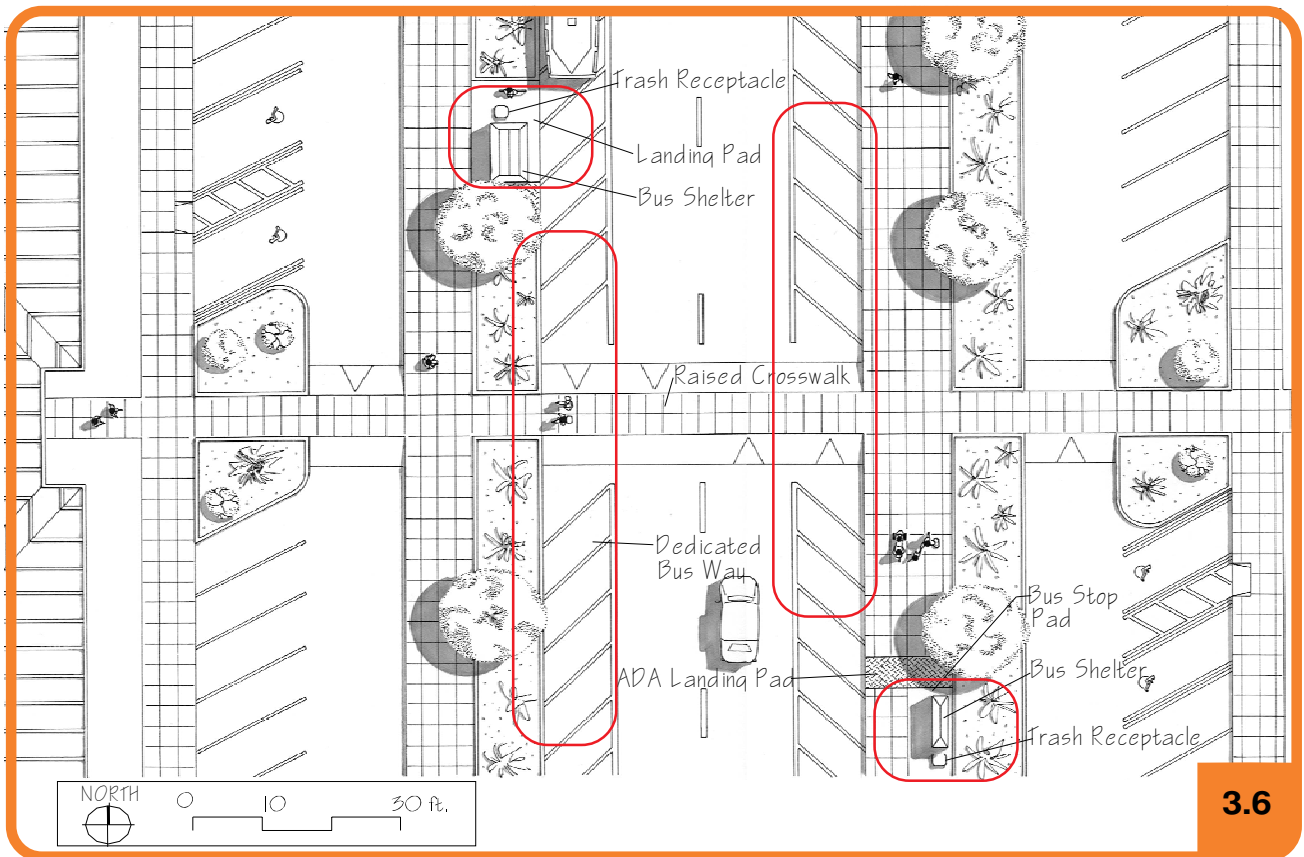 Trash Receptacle
Landing Pad
Bus Shelter
Raised Crosswalk
Dedicated
Bus Way
Bus Stop
Pad
Bus Shelter
ADA Landing Pad
Trash Receptacle
NORTH
0 10 30 ft.
3.6